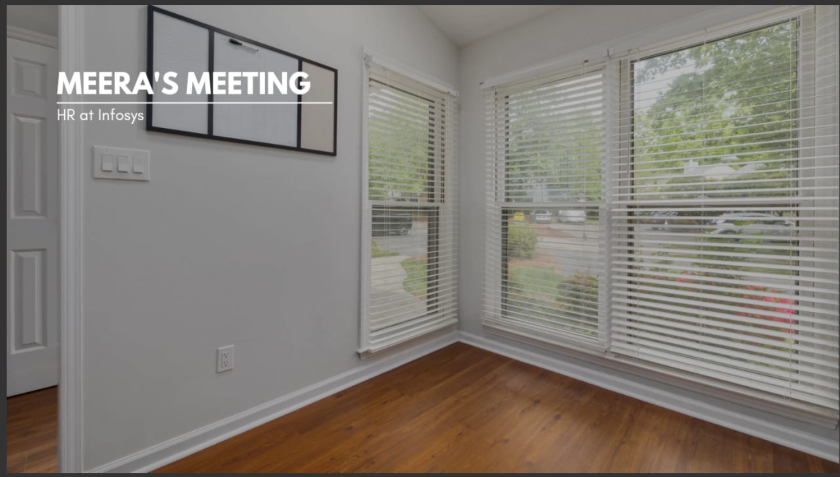 MEERA'S MEETING
HR at Infosys